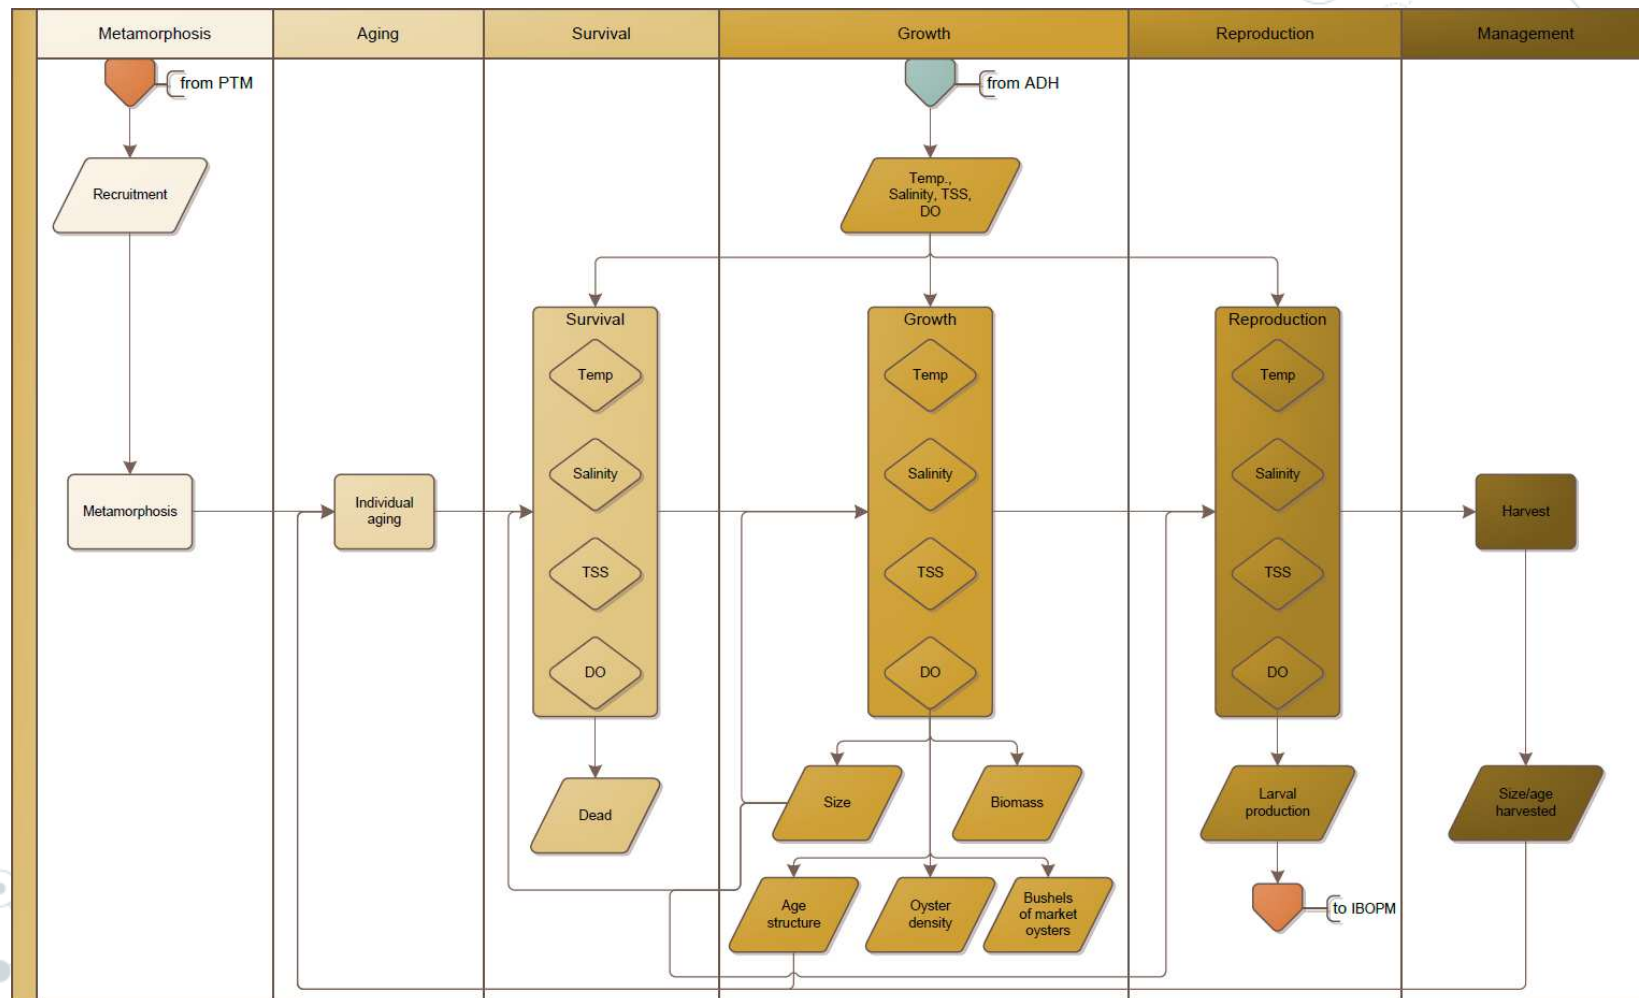 Metamorphosis
Aging
Survival
Growth
Reproduction
Management
from PTM
from ADH
Recruitment
Temp.,
Salinity, TSS,
DO
Survival
Growth
Reproduction
Temp
Temp
Temp
Salinity
Salinity
Salinity
Metamorphosis
Individual
aging
Harvest
TSS
TSS
TSS
DO
DO
DO
Dead
Size
Biomass
Larval
production
Size/age
harvested
Age
structure
Oyster
density
Bushels
of market
oysters
to IBOPM